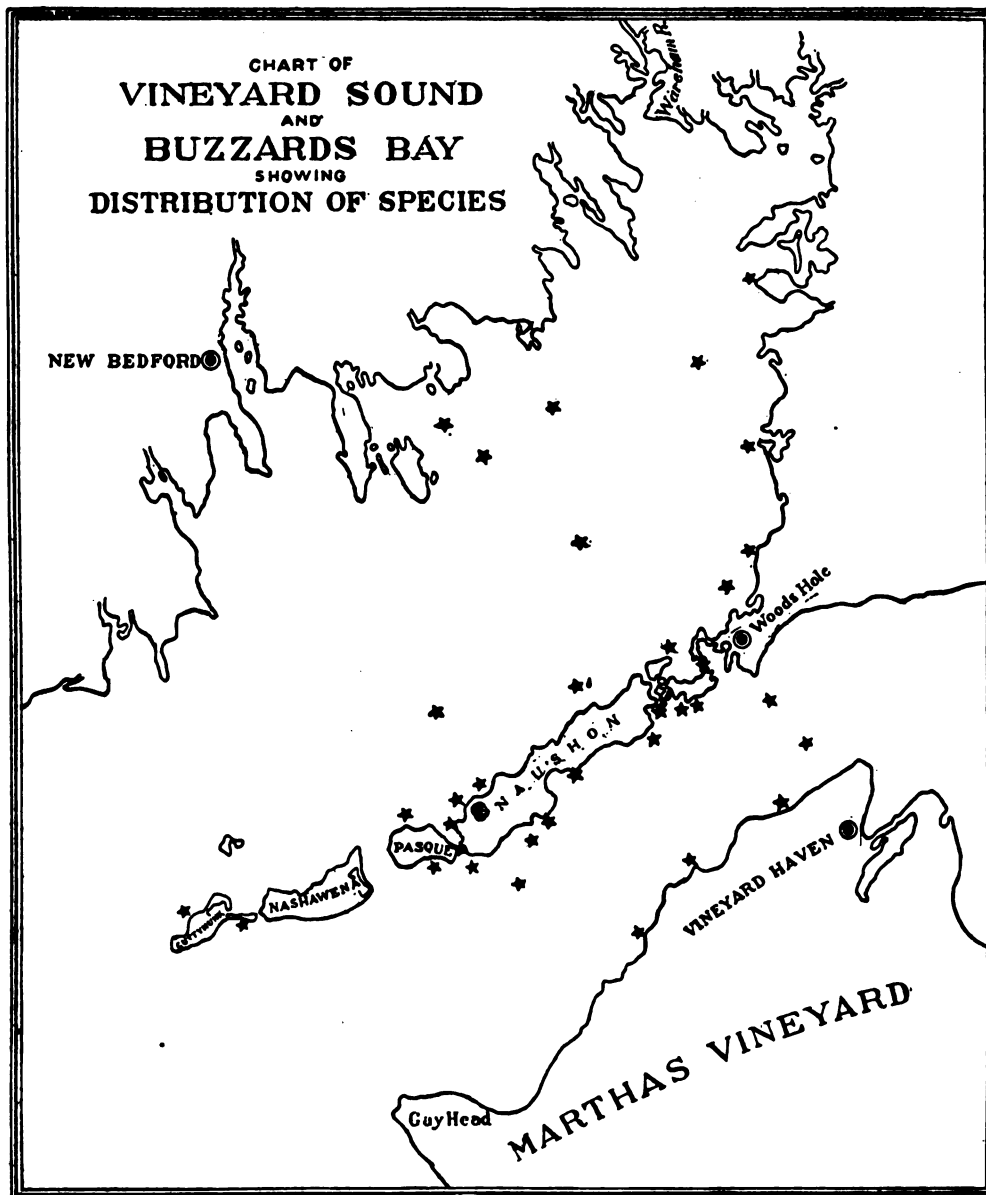 CHART OF
VINEYARD SOUND
AND
BUZZARDS BAY
SHOWING
DISTRIBUTION OF SPECIES
Wareham R.
NEW BEDFORD
Woods Hole
NAUSHON
PASQUE
NASHAWENA
CUTTYHUNK
VINEYARD HAVEN
MARTHAS VINEYARD
Guy Head